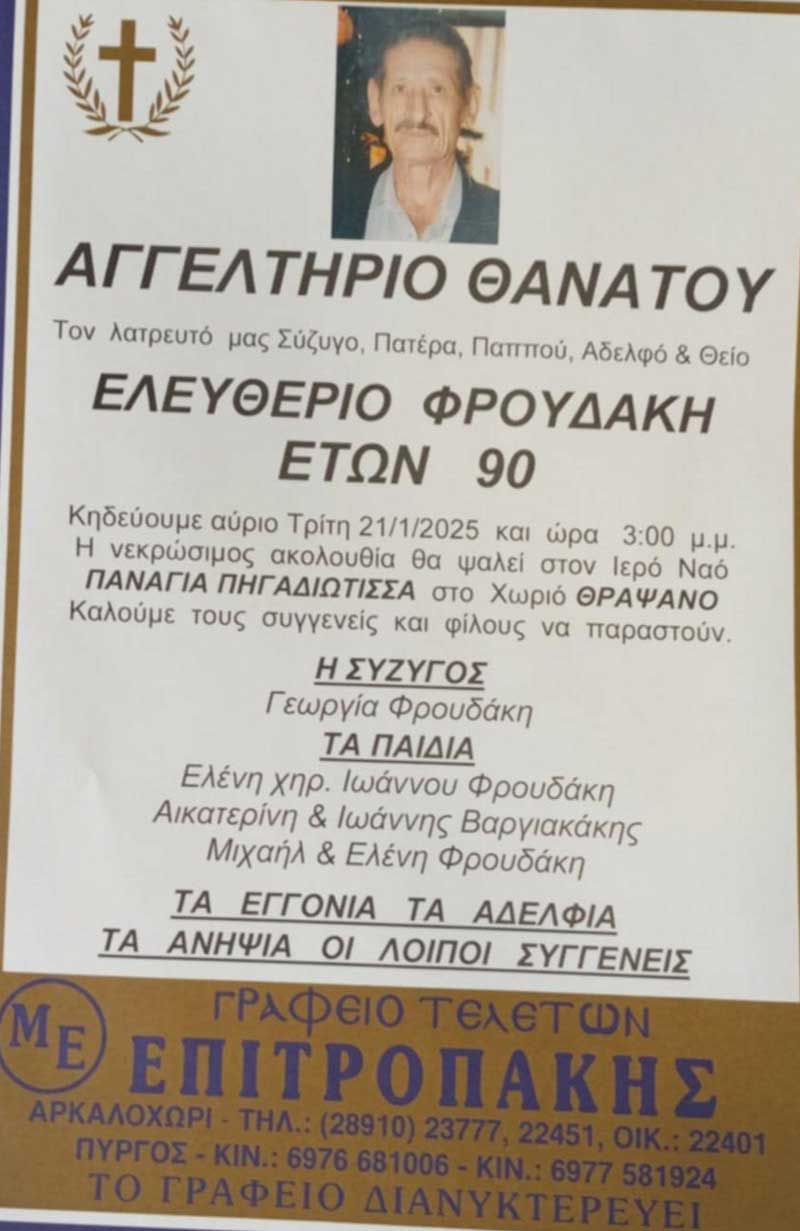 ΑΓΓΕΛΤΗΡΙΟ ΘΑΝΑΤΟΥ
Τον λατρευτό μας Σύζυγο, Πατέρα, Παππού, Αδελφό & Θείο
ΕΛΕΥΘΕΡΙΟ ΦΡΟΥΔΑΚΗ
ΕΤΩΝ 90
Κηδεύουμε αύριο Τρίτη 21/1/2025 και ώρα 3:00 μ.μ.
Η νεκρώσιμος ακολουθία θα ψαλεί στον Ιερό Ναό
ΠΑΝΑΓΙΑ ΠΗΓΑΔΙΩΤΙΣΣΑ στο Χωριό ΘΡΑΨΑΝΟ
Καλούμε τους συγγενείς και φίλους να παραστούν.
Η ΣΥΖΥΓΟΣ
Γεωργία Φρουδάκη
ΤΑ ΠΑΙΔΙΑ
Ελένη χηρ. Ιωάννου Φρουδάκη
Αικατερίνη & Ιωάννης Βαργιακάκης
Μιχαήλ & Ελένη Φρουδάκη
ΤΑ ΕΓΓΟΝΙΑ ΤΑ ΑΔΕΛΦΙΑ
ΤΑ ΑΝΗΨΙΑ ΟΙ ΛΟΙΠΟΙ ΣΥΓΓΕΝΕΙΣ
ΓΡΑΦΕΙΟ ΤΕΛΕΤΩΝ
ΜΕ ΕΠΙΤΡΟΠΑΚΗΣ
ΑΡΚΑΛΟΧΩΡΙ - ΤΗΛ.: (28910) 23777, 22451, ΟΙΚ.: 22401
ΠΥΡΓΟΣ - ΚΙΝ.: 6976 681006 - ΚΙΝ.: 6977 581924
ΤΟ ΓΡΑΦΕΙΟ ΔΙΑΝΥΚΤΕΡΕΥΕΙ